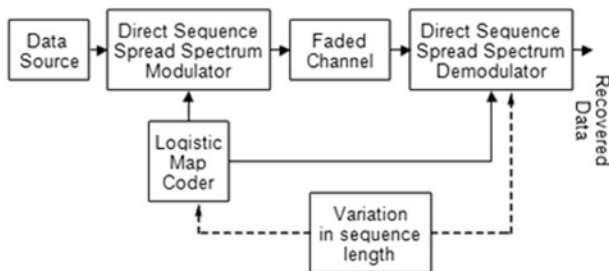 Data
Source
Direct Sequence
Spread Spectrum
Modulator
Faded
Channel
Direct Sequence
Spread Spectrum
Demodulator
Recovered
Data
Logistic
Map
Coder
Variation
in sequence
length